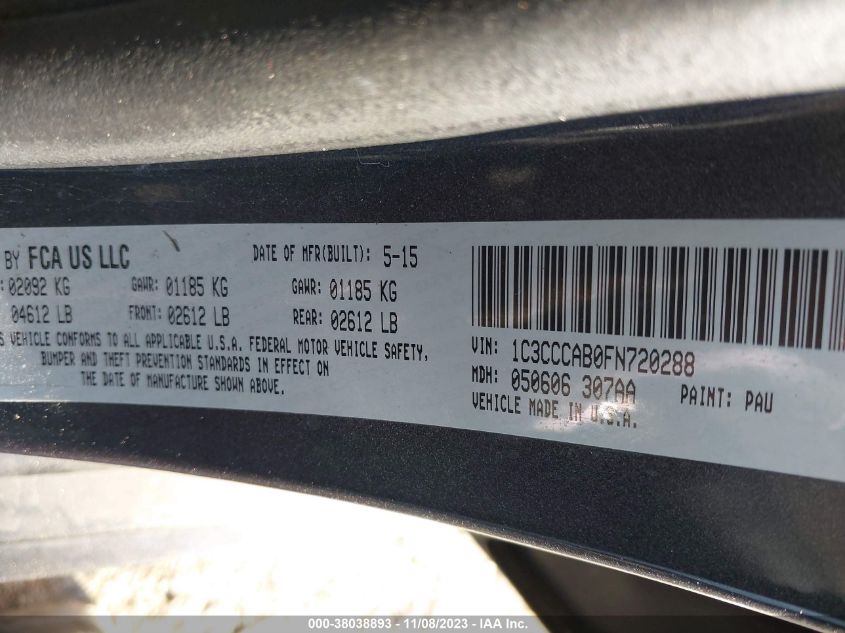 BY FCA US LLC DATE OF MFR(BUILT): 5-15
: 02092 KG GAWR: 01185 KG GAWR: 01185 KG
04612 LB FRONT: 02612 LB REAR: 02612 LB
S VEHICLE CONFORMS TO ALL APPLICABLE U.S.A. FEDERAL MOTOR VEHICLE SAFETY,
BUMPER AND THEFT PREVENTION STANDARDS IN EFFECT ON
THE DATE OF MANUFACTURE SHOWN ABOVE.
VIN: 1C3CCCAB0FN720288
MDH: 050606 307AA PAINT: PAU
VEHICLE MADE IN U.S.A.
000-38038893 - 11/08/2023 - IAA Inc.